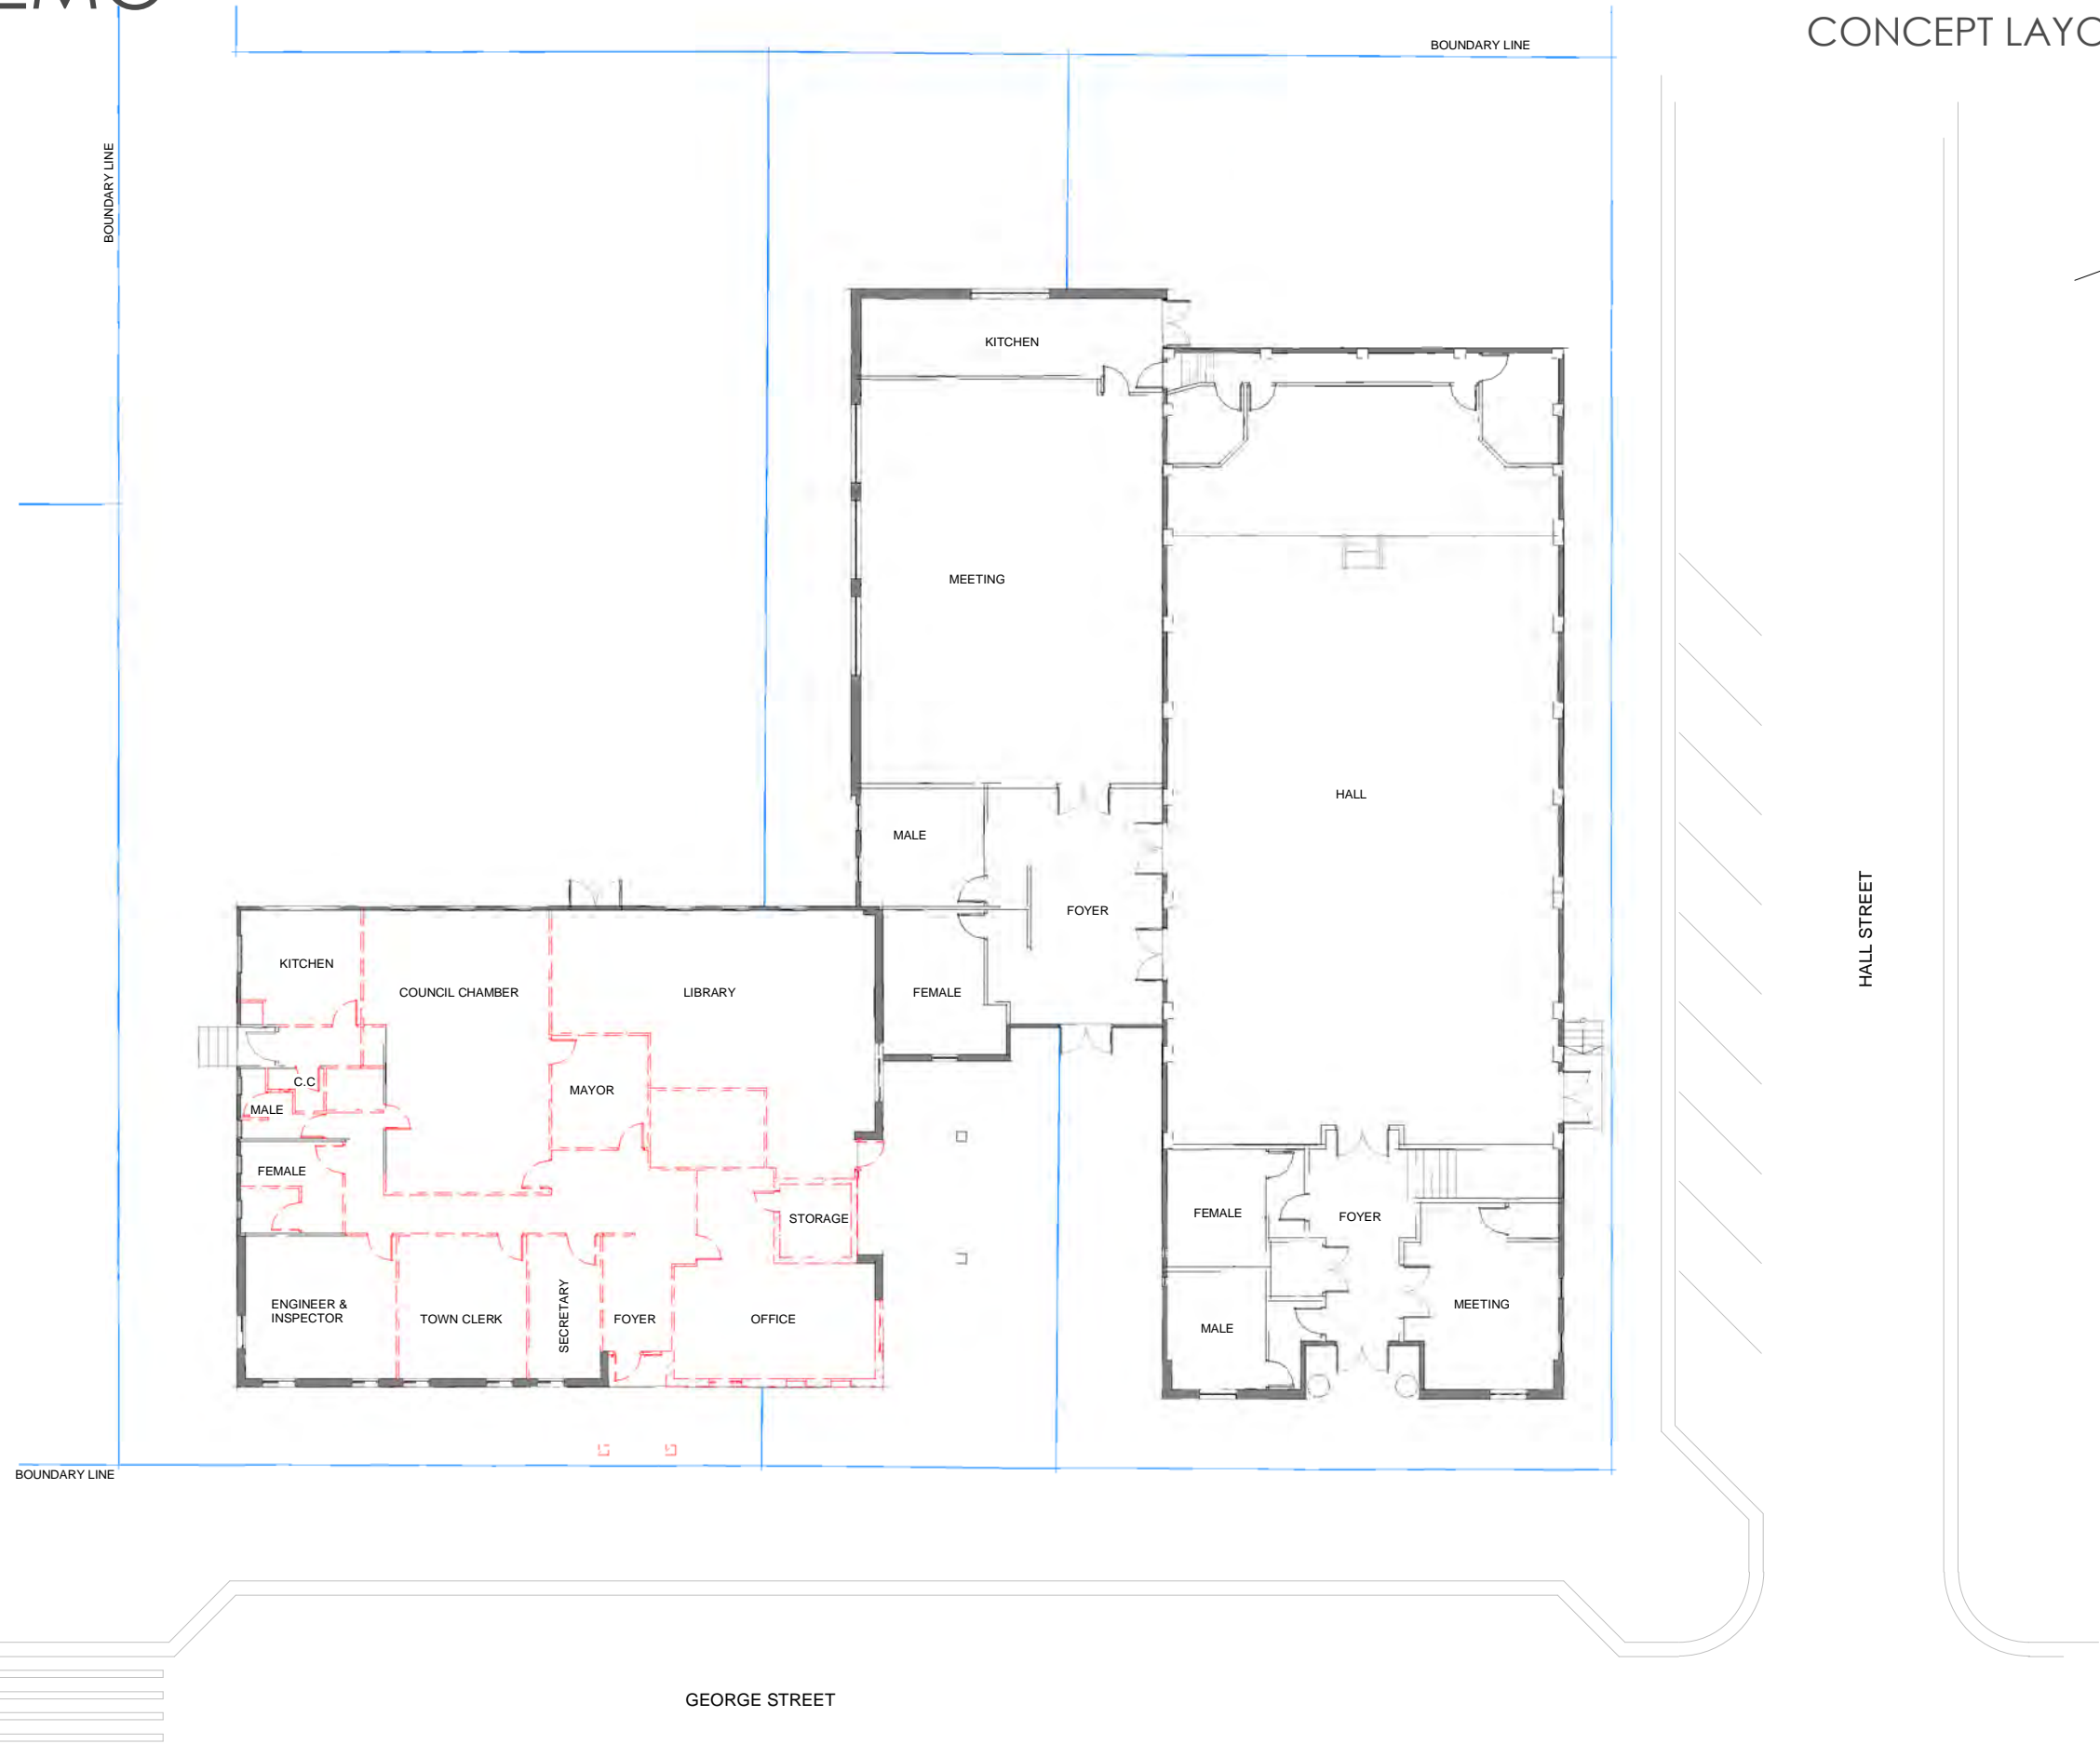 BOUNDARY LINE
BOUNDARY LINE
KITCHEN
MEETING
HALL
MALE
FOYER
HALL STREET
KITCHEN
COUNCIL CHAMBER
LIBRARY
FEMALE
C.C
MAYOR
MALE
FEMALE
STORAGE
FEMALE
FOYER
ENGINEER &
INSPECTOR
TOWN CLERK
SECRETARY
FOYER
OFFICE
MALE
MEETING
BOUNDARY LINE
GEORGE STREET
CONCEPT LAYO